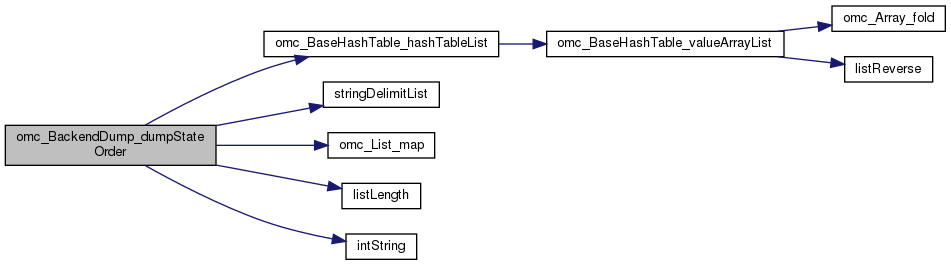 omc_Array_fold
omc_BaseHashTable_hashTableList
omc_BaseHashTable_valueArrayList
listReverse
stringDelimitList
omc_BackendDump_dumpState
Order
omc_List_map
listLength
intString